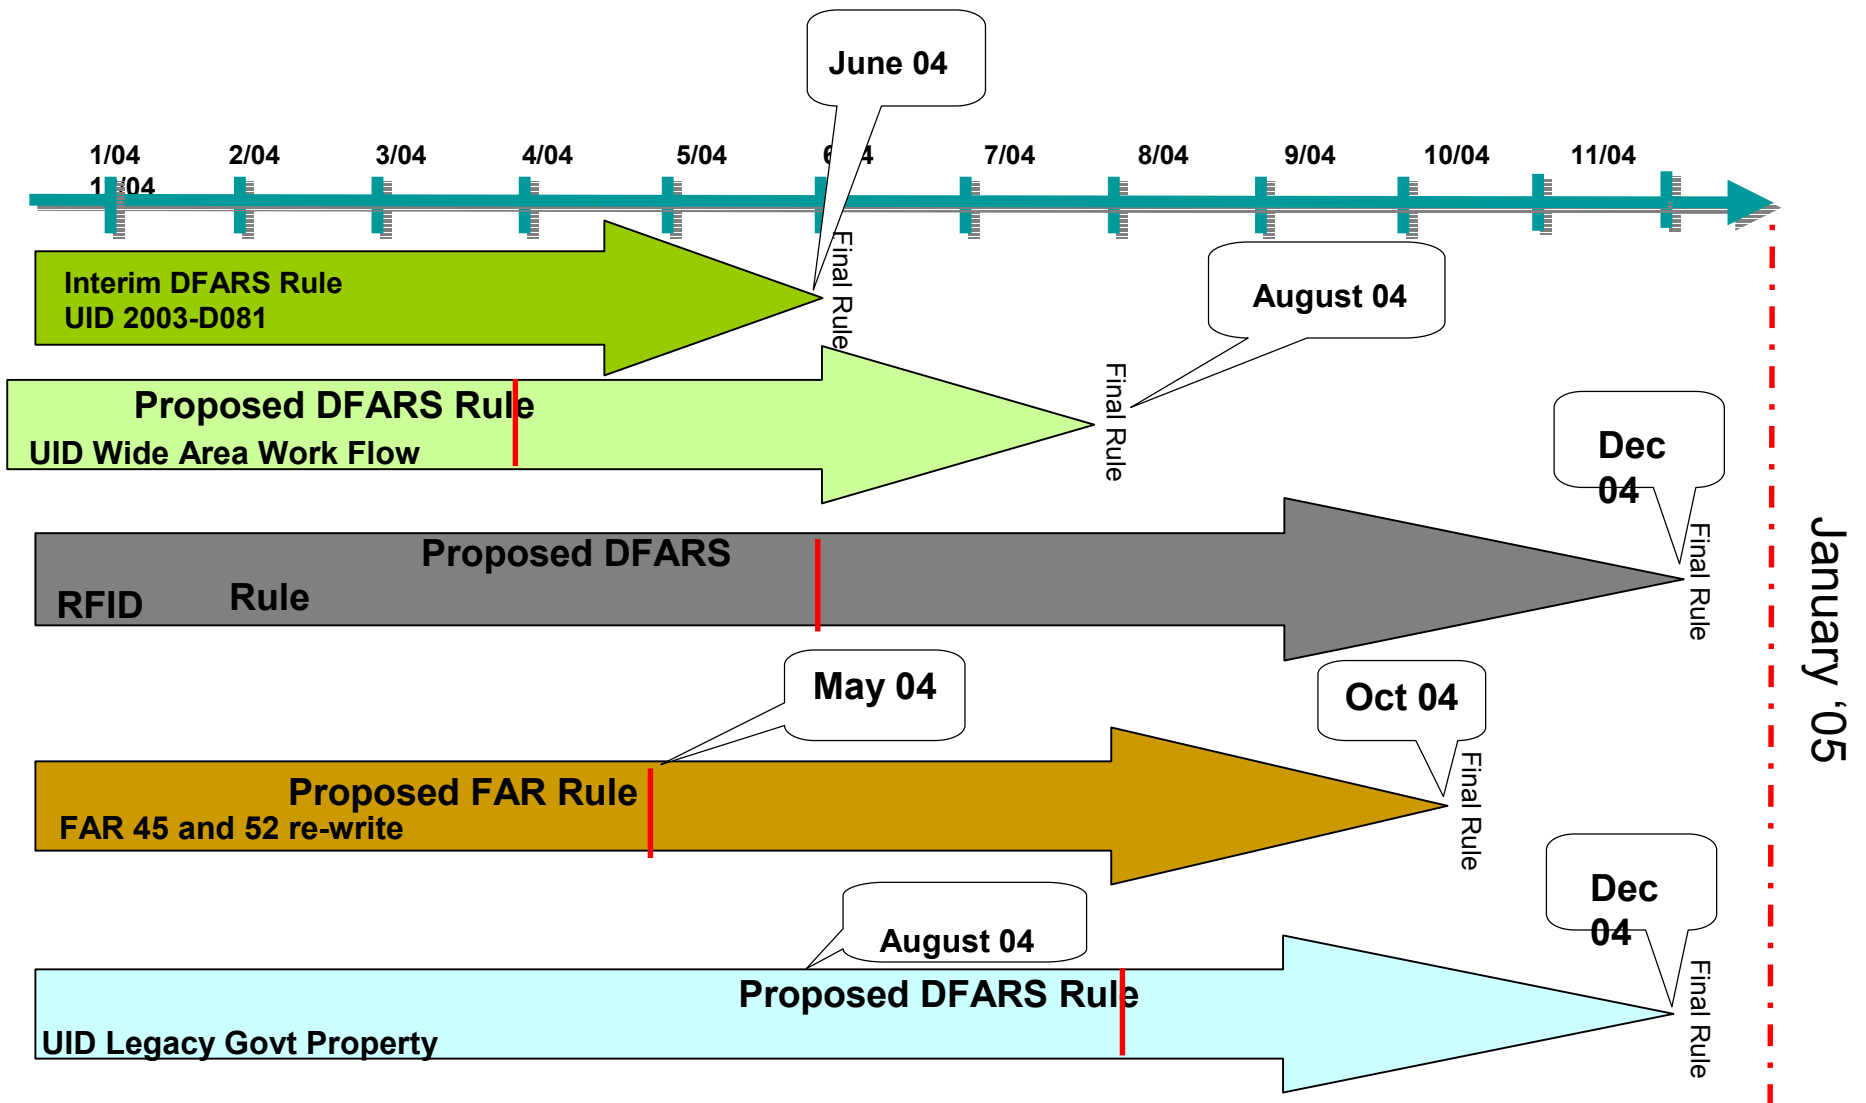 June 04
1/04 2/04 3/04 4/04 5/04 6/04 7/04 8/04 9/04 10/04 11/04
12/04
Interim DFARS Rule
UID 2003-D081
Final Rule
August 04
Proposed DFARS Rule
UID Wide Area Work Flow
Final Rule
Dec
04
Proposed DFARS
RFID Rule
Final Rule
January ‘05
May 04
Oct 04
Proposed FAR Rule
FAR 45 and 52 re-write
Final Rule
Dec
04
August 04
Proposed DFARS Rule
UID Legacy Govt Property
Final Rule